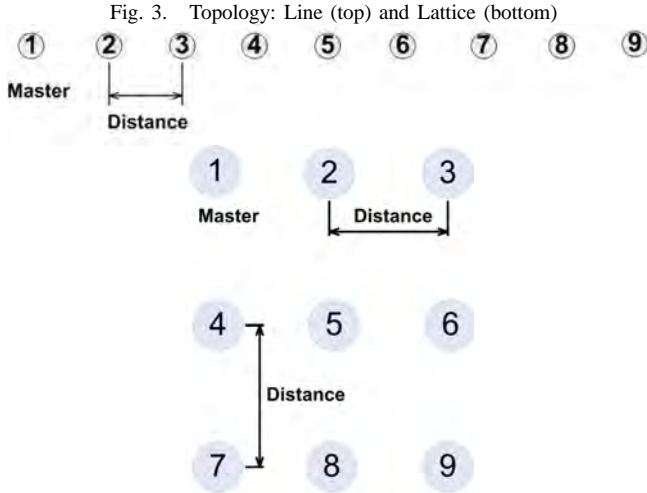 Fig. 3. Topology: Line (top) and Lattice (bottom)
1 2 3 4 5 6 7 8 9
Master
Distance
1 2 3
Master Distance
4 5 6
Distance
7 8 9